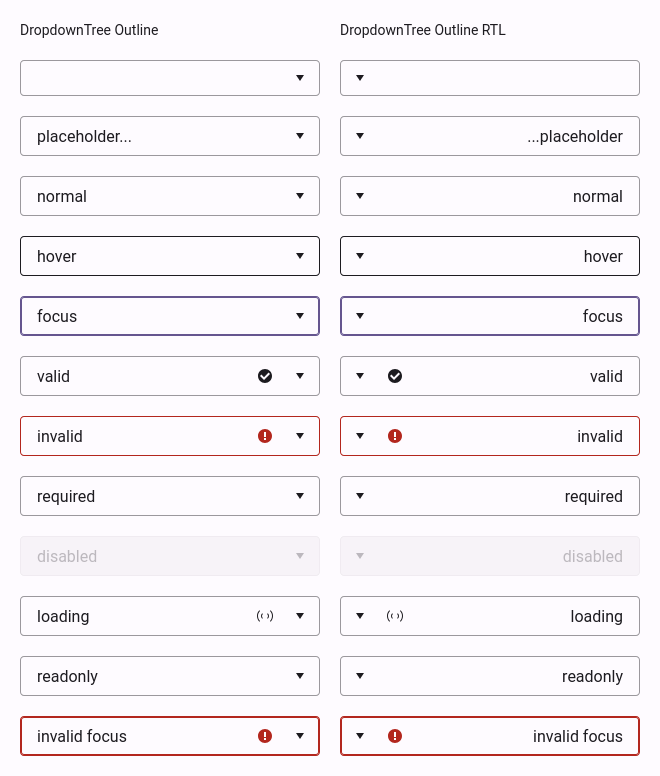 DropdownTree Outline
DropdownTree Outline RTL
placeholder...
...placeholder
normal
normal
hover
hover
focus
focus
valid
valid
invalid
invalid
required
required
disabled
disabled
loading
loading
readonly
readonly
invalid focus
invalid focus